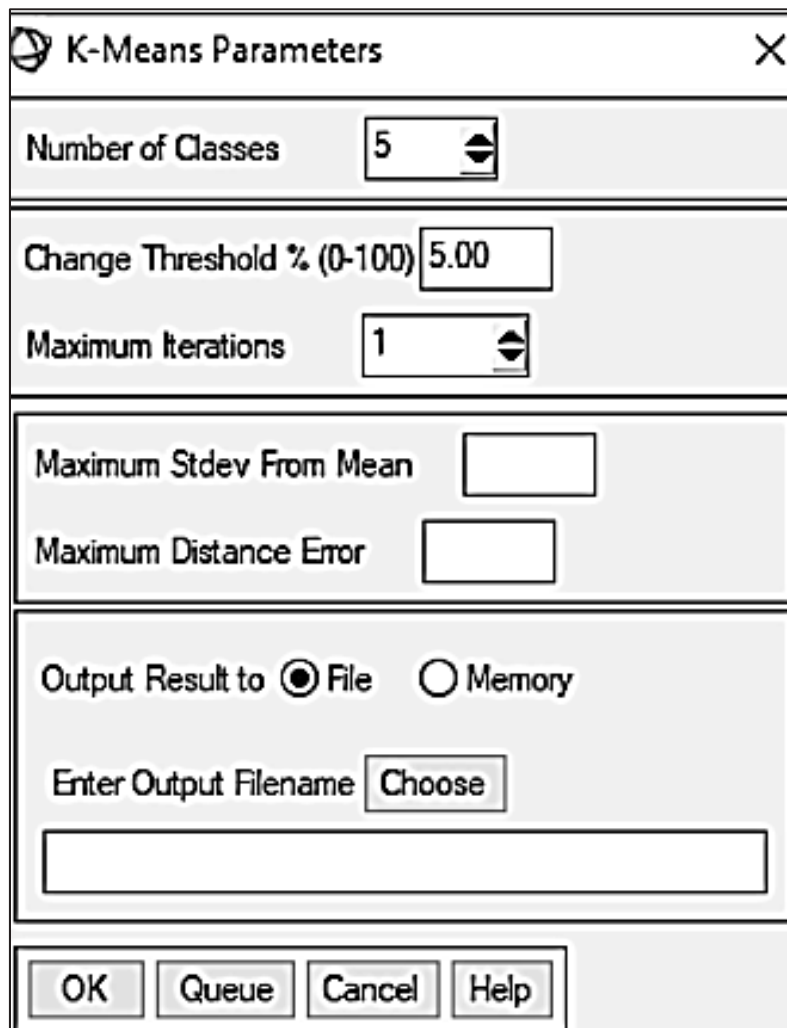 K-Means Parameters
Number of Classes 5
Change Threshold % (0-100) 5.00
Maximum Iterations 1
Maximum Stdev From Mean
Maximum Distance Error
Output Result to File Memory
Enter Output Filename Choose
OK Queue Cancel Help